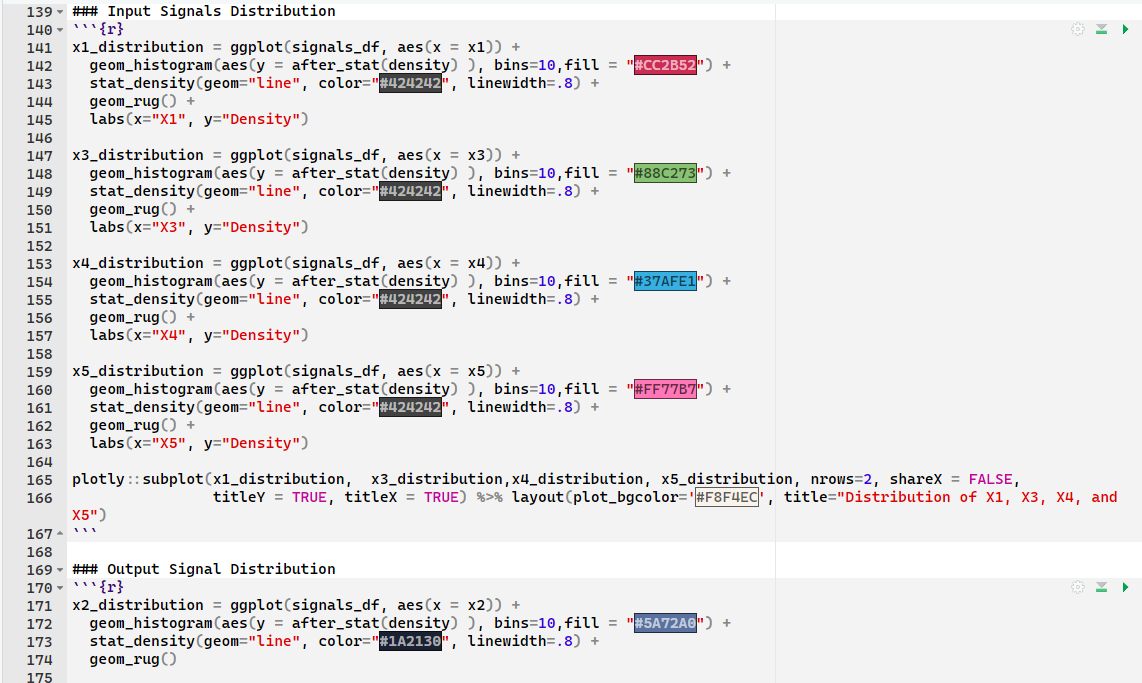 139 ### Input Signals Distribution
140 ```{r}
141 x1_distribution = ggplot(signals_df, aes(x = x1)) +
142   geom_histogram(aes(y = after_stat(density) ), bins=10,fill = "#CC2B52") +
143   stat_density(geom="line", color="#424242", linewidth=.8) +
144   geom_rug() +
145   labs(x="X1", y="Density")
146
147 x3_distribution = ggplot(signals_df, aes(x = x3)) +
148   geom_histogram(aes(y = after_stat(density) ), bins=10,fill = "#88C273") +
149   stat_density(geom="line", color="#424242", linewidth=.8) +
150   geom_rug() +
151   labs(x="X3", y="Density")
152
153 x4_distribution = ggplot(signals_df, aes(x = x4)) +
154   geom_histogram(aes(y = after_stat(density) ), bins=10,fill = "#37AFE1") +
155   stat_density(geom="line", color="#424242", linewidth=.8) +
156   geom_rug() +
157   labs(x="X4", y="Density")
158
159 x5_distribution = ggplot(signals_df, aes(x = x5)) +
160   geom_histogram(aes(y = after_stat(density) ), bins=10,fill = "#FF77B7") +
161   stat_density(geom="line", color="#424242", linewidth=.8) +
162   geom_rug() +
163   labs(x="X5", y="Density")
164
165 plotly::subplot(x1_distribution,  x3_distribution,x4_distribution, x5_distribution, nrows=2, shareX = FALSE,
166                 titleY = TRUE, titleX = TRUE) %>% layout(plot_bgcolor='#F8F4EC', title="Distribution of X1, X3, X4, and
X5")
167 ```
168
169 ### Output Signal Distribution
170 ```{r}
171 x2_distribution = ggplot(signals_df, aes(x = x2)) +
172   geom_histogram(aes(y = after_stat(density) ), bins=10,fill = "#5A72A0") +
173   stat_density(geom="line", color="#1A2130", linewidth=.8) +
174   geom_rug()
175